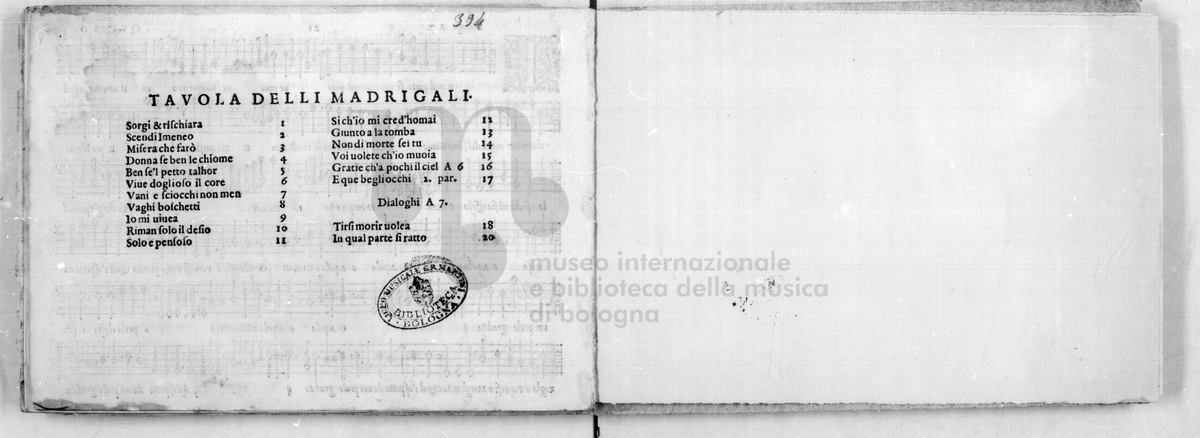 394
TAVOLA DELLI MADRIGALI.
Sorgi & rischiara 1
Scendi Imeneo 2
Misera che farò 3
Donna se ben le chiome 4
Ben se'l petto talhor 5
Viue doglioso il core 6
Vani e sciocchi non men 7
Vaghi boschetti 8
Io mi uiuea 9
Riman solo il desio 10
Solo e pensoso 11
Si ch'io mi cred'homai 12
Giunto a la tomba 13
Non di morte sei tu 14
Voi uolete ch'io muoia 15
Gratie ch'a pochi il ciel A 6 16
E que begli occhi 2. par. 17
Dialoghi A 7.
Tirsi morir uolea 18
In qual parte si ratto 20
BIBLIOTECA
BOLOGNA
museo internazionale
e biblioteca della musica
di bologna